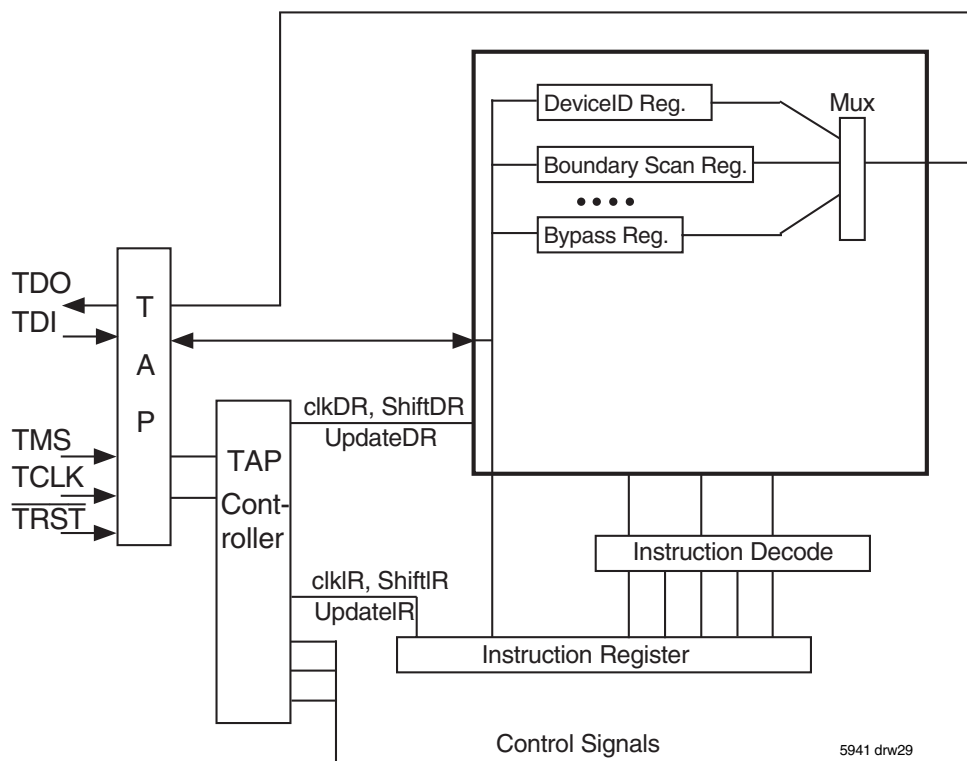 DeviceID Reg.
Mux
Boundary Scan Reg.
Bypass Reg.
TDO
TDI
T
A
P
TMS
TCLK
TRST
clkDR, ShiftDR
UpdateDR
TAP
Cont-
roller
Instruction Decode
clkIR, ShiftIR
UpdateIR
Instruction Register
Control Signals
5941 drw29